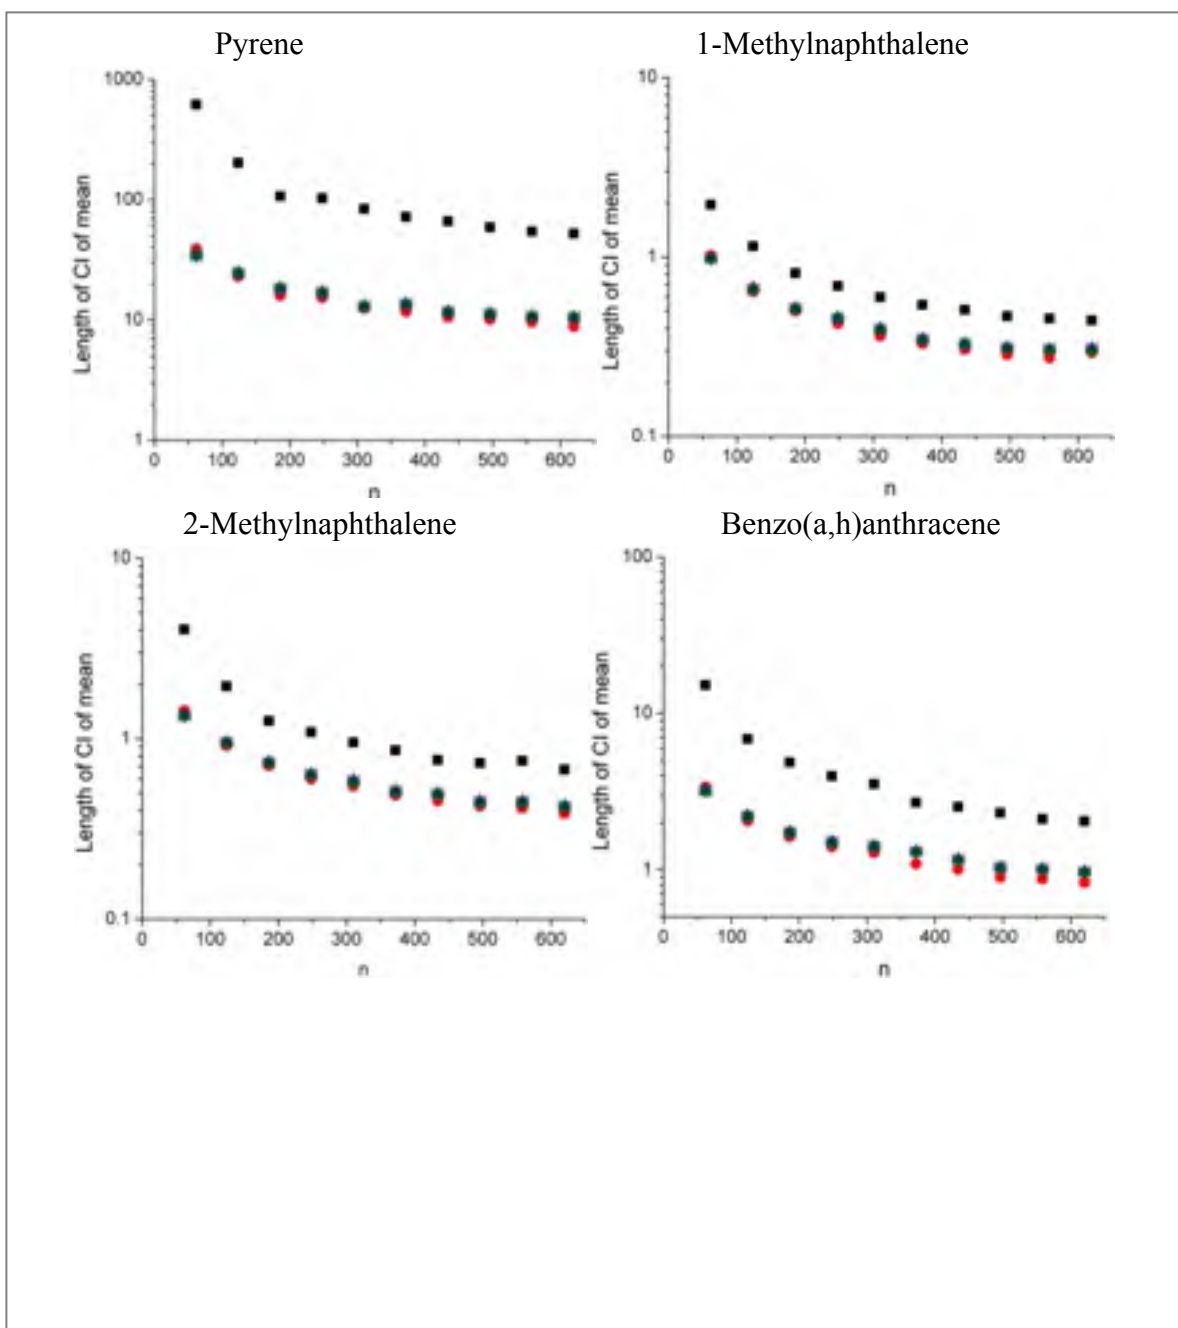 Pyrene
1-Methylnaphthalene
1000
100
10
1
Length of CI of mean
0 100 200 300 400 500 600
n
10
1
0.1
Length of CI of mean
0 100 200 300 400 500 600
n
2-Methylnaphthalene
Benzo(a,h)anthracene
10
1
0.1
Length of CI of mean
0 100 200 300 400 500 600
n
100
10
1
Length of CI of mean
0 100 200 300 400 500 600
n